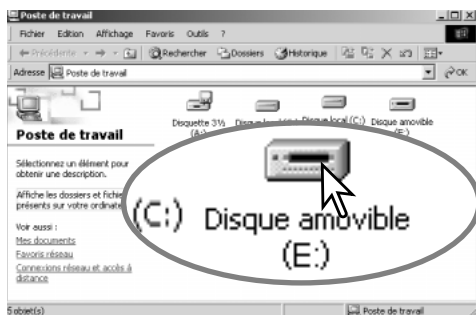 Poste de travail
Fichier Edition Affichage Favoris Outils ?
Précédente Rechercher Dossiers Historique
Adresse Poste de travail OK
Poste de travail
Sélectionnez un élément pour
obtenir une description.
Affiche les dossiers et fichie
présents sur votre ordinate
Voir aussi :
Mes documents
Favoris réseau
Connexions réseau et accès à
distance
Disquette 3½
(A:)
Disque local (C:)
Disque amovible
(E:)
(C:) Disque amovible
(E:)
5 objet(s) Poste de travail